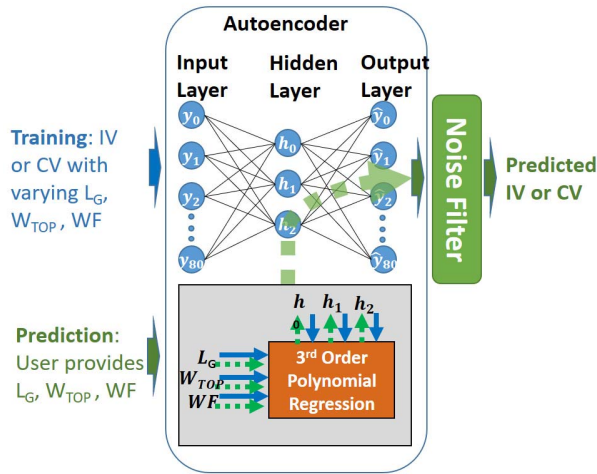 Autoencoder
Input Layer
Hidden Layer
Output Layer
y0
y1
y2
y80
h0
h1
h2
ŷ0
ŷ1
ŷ2
ŷ80
Training: IV
or CV with
varying LG,
WTOP , WF
Noise Filter
Predicted
IV or CV
Prediction:
User provides
LG, WTOP , WF
h0 h1 h2
LG
WTOP
WF
3rd Order
Polynomial
Regression